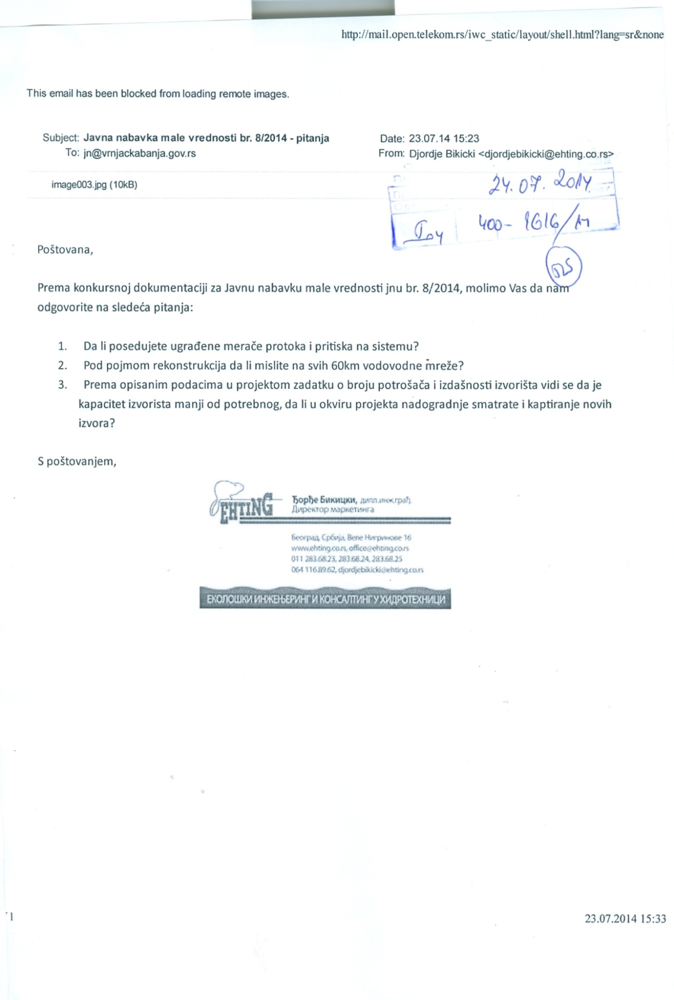 http://mail.open.telekom.rs/iwc_static/layout/shell.html?lang=sr&none
This email has been blocked from loading remote images.
Subject: Javna nabavka male vrednosti br. 8/2014 - pitanja
Date: 23.07.14 15:23
To: jn@vrnjackabanja.gov.rs
From: Djordje Bikicki <djordjebikicki@ehting.co.rs>
image003.jpg (10kB)
24.07. 2014.
400- 1616/14
Poštovana,
Prema konkursnoj dokumentaciji za Javnu nabavku male vrednosti jnu br. 8/2014, molimo Vas da nam
odgovorite na sledeća pitanja:
1. Da li posedujete ugrađene merače protoka i pritiska na sistemu?
2. Pod pojmom rekonstrukcija da li mislite na svih 60km vodovodne mreže?
3. Prema opisanim podacima u projektom zadatku o broju potrošača i izdašnosti izvorišta vidi se da je
kapacitet izvorista manji od potrebnog, da li u okviru projekta nadogradnje smatrate i kaptiranje novih
izvora?
S poštovanjem,
EHTING
Ђорђе Бикицки, дипл.инж.грађ.
Директор маркетинга
Београд, Србија, Веле Нигринове 16
www.ehting.co.rs, office@ehting.co.rs
011 283.68.23, 283.68.24, 283.68.25
064 116.89.62, djordjebikicki@ehting.co.rs
ЕКОЛОШКИ ИНЖЕЊЕРИНГ И КОНСАЛТИНГ У ХИДРОТЕХНИЦИ
1
23.07.2014 15:33